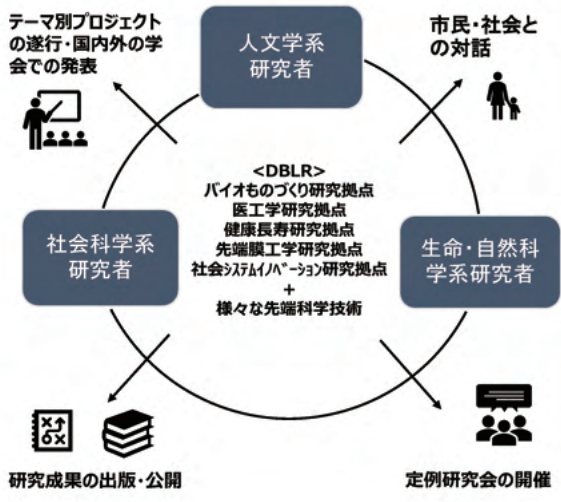 テーマ別プロジェクト
の遂行・国内外の学
会での発表
人文学系
研究者
市民・社会と
の対話
<DBLR>
バイオものづくり研究拠点
医工学研究拠点
健康長寿研究拠点
先端膜工学研究拠点
社会ｼｽﾃﾑｲﾉﾍﾞｰｼｮﾝ研究拠点
+
様々な先端科学技術
社会科学系
研究者
生命・自然科
学系研究者
研究成果の出版・公開
定例研究会の開催